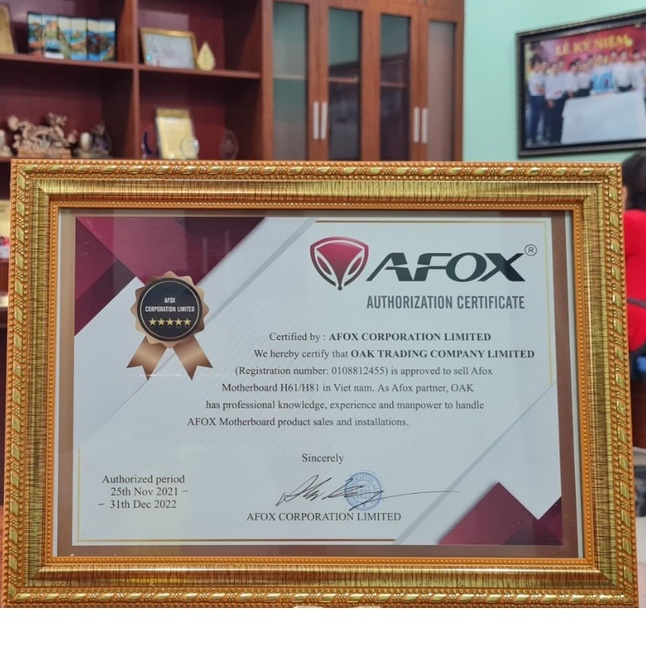 LỄ KỶ NIỆM
AFOX®
AUTHORIZATION CERTIFICATE
AFOX
CORPORATION LIMITED
Certified by : AFOX CORPORATION LIMITED
We hereby certify that OAK TRADING COMPANY LIMITED
(Registration number: 0108812455) is approved to sell Afox
Motherboard H61/H81 in Viet nam. As Afox partner, OAK
has professional knowledge, experience and manpower to handle
AFOX Motherboard product sales and installations.
Sincerely
Authorized period
25th Nov 2021 –
– 31th Dec 2022
AFOX CORPORATION LIMITED